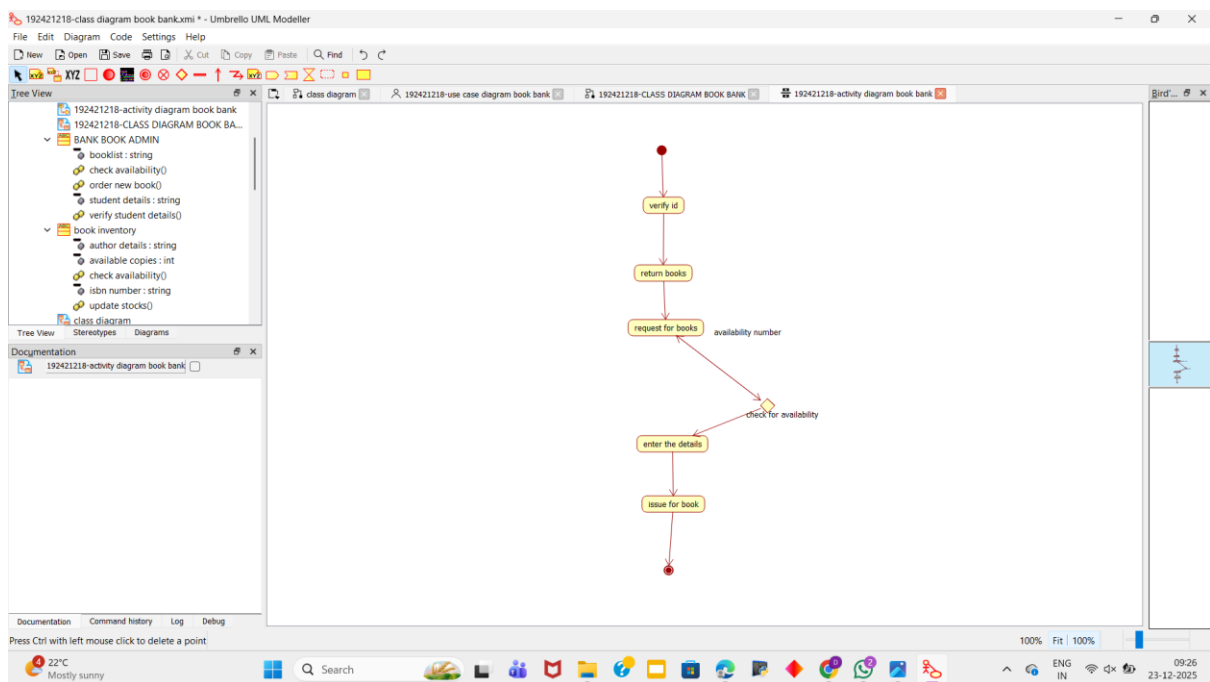 192421218-class diagram book bank.xmi * - Umbrello UML Modeller
File Edit Diagram Code Settings Help
New Open Save Cut Copy Paste Find
XYZ
Tree View
class diagram
192421218-use case diagram book bank
192421218-CLASS DIAGRAM BOOK BANK
192421218-activity diagram book bank
Bird'...
192421218-activity diagram book bank
192421218-CLASS DIAGRAM BOOK BA...
BANK BOOK ADMIN
booklist : string
check availability()
order new book()
student details : string
verify student details()
book inventory
author details : string
available copies : int
check availability()
isbn number : string
update stocks()
class diagram
Tree View Stereotypes Diagrams
Documentation
192421218-activity diagram book bank
verify id
return books
request for books
availability number
check for availability
enter the details
issue for book
Documentation Command history Log Debug
Press Ctrl with left mouse click to delete a point
100% Fit 100%
4
22°C
Mostly sunny
Search
2
ENG
IN
09:26
23-12-2025